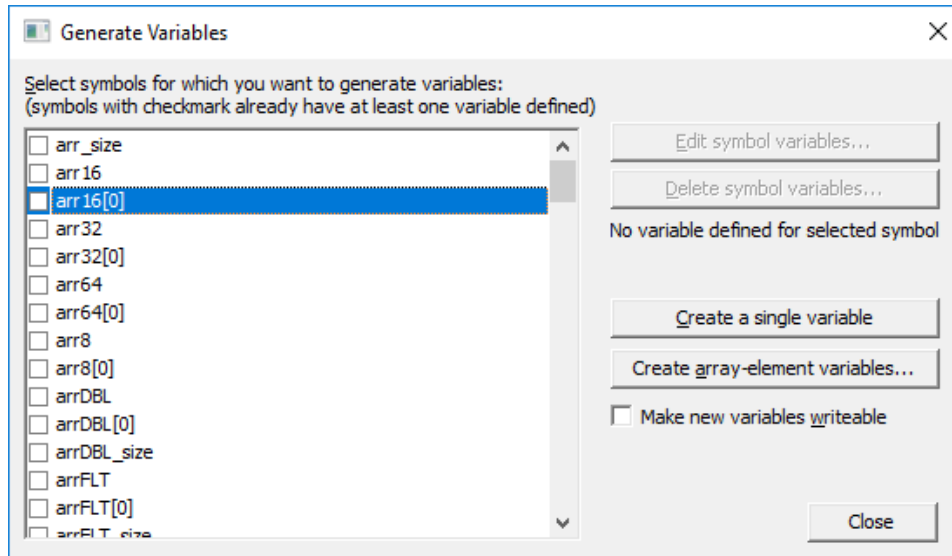 Generate Variables
Select symbols for which you want to generate variables:
(symbols with checkmark already have at least one variable defined)
arr_size
arr16
arr16[0]
arr32
arr32[0]
arr64
arr64[0]
arr8
arr8[0]
arrDBL
arrDBL[0]
arrDBL_size
arrFLT
arrFLT[0]
arrFLT_size
Edit symbol variables...
Delete symbol variables...
No variable defined for selected symbol
Create a single variable
Create array-element variables...
Make new variables writeable
Close